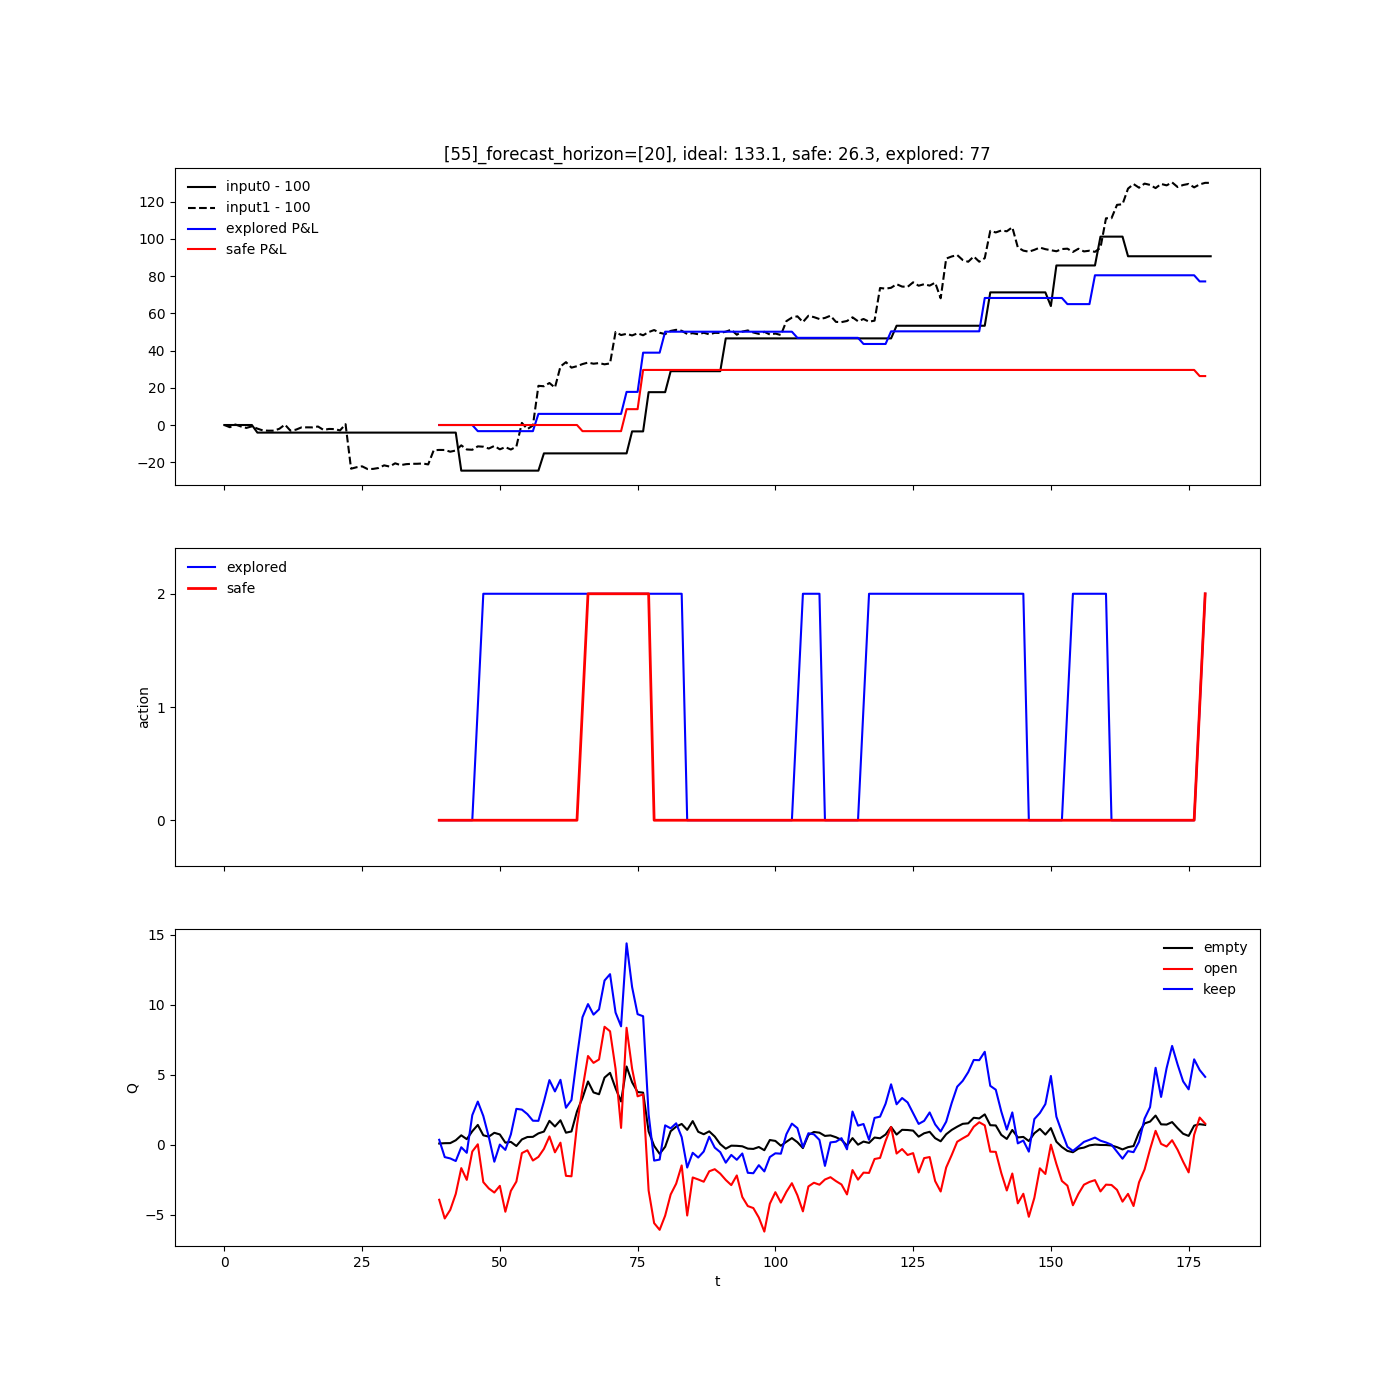 [55]_forecast_horizon=[20], ideal: 133.1, safe: 26.3, explored: 77
input0 - 100
input1 - 100
explored P&L
safe P&L
120
100
80
60
40
20
0
−20
explored
safe
2
1
0
action
empty
open
keep
15
10
5
0
−5
Q
0 25 50 75 100 125 150 175
t